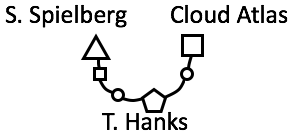 S. Spielberg
Cloud Atlas
T. Hanks